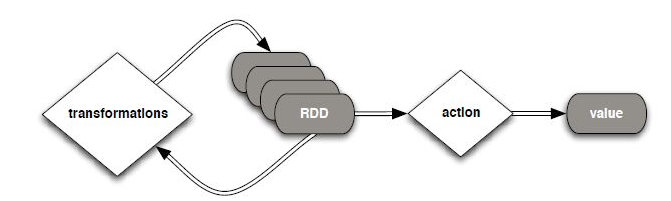 transformations
RDD
action
value